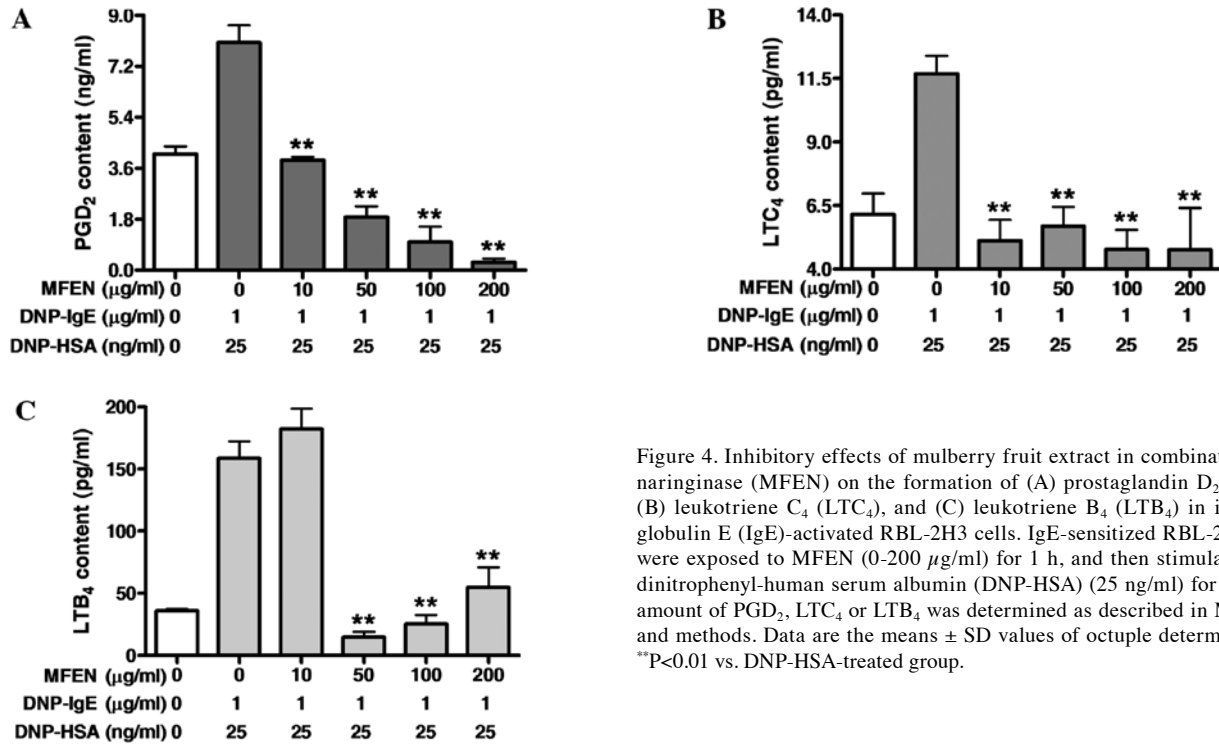 A
PGD₂ content (ng/ml)
9.0
7.2
5.4
3.6
1.8
0.0
** ** ** **
MFEN (µg/ml) 0 0 10 50 100 200
DNP-IgE (µg/ml) 0 1 1 1 1 1
DNP-HSA (ng/ml) 0 25 25 25 25 25
B
LTC₄ content (pg/ml)
14.0
11.5
9.0
6.5
4.0
** ** ** **
MFEN (µg/ml) 0 0 10 50 100 200
DNP-IgE (µg/ml) 0 1 1 1 1 1
DNP-HSA (ng/ml) 0 25 25 25 25 25
C
LTB₄ content (pg/ml)
200
150
100
50
0
** ** **
MFEN (µg/ml) 0 0 10 50 100 200
DNP-IgE (µg/ml) 0 1 1 1 1 1
DNP-HSA (ng/ml) 0 25 25 25 25 25
Figure 4. Inhibitory effects of mulberry fruit extract in combinat
naringinase (MFEN) on the formation of (A) prostaglandin D₂
(B) leukotriene C₄ (LTC₄), and (C) leukotriene B₄ (LTB₄) in i
globulin E (IgE)-activated RBL-2H3 cells. IgE-sensitized RBL-2
were exposed to MFEN (0-200 µg/ml) for 1 h, and then stimula
dinitrophenyl-human serum albumin (DNP-HSA) (25 ng/ml) for
amount of PGD₂, LTC₄ or LTB₄ was determined as described in M
and methods. Data are the means ± SD values of octuple determ
**P<0.01 vs. DNP-HSA-treated group.